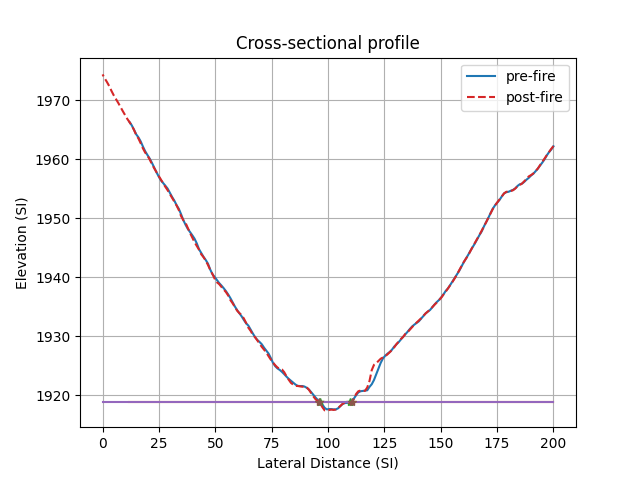 Cross-sectional profile
pre-fire
post-fire
Elevation (SI)
1970
1960
1950
1940
1930
1920
0 25 50 75 100 125 150 175 200
Lateral Distance (SI)